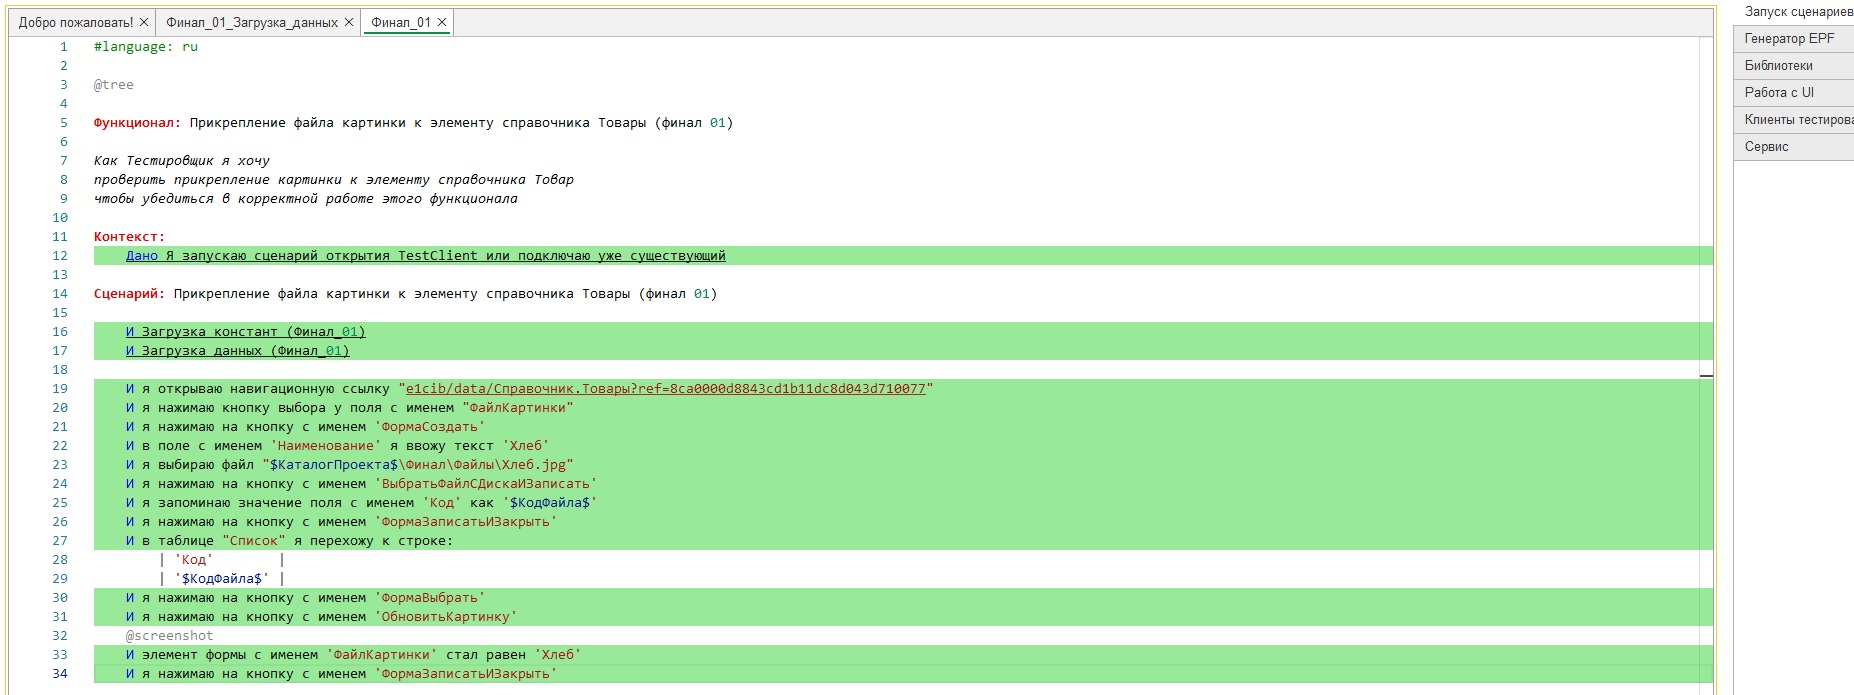 Добро пожаловать! × Финал_01_Загрузка_данных × Финал_01 ×
1 #language: ru
2
3 @tree
4
5 Функционал: Прикрепление файла картинки к элементу справочника Товары (финал 01)
6
7 Как Тестировщик я хочу
8 проверить прикрепление картинки к элементу справочника Товар
9 чтобы убедиться в корректной работе этого функционала
10
11 Контекст:
12 Дано Я запускаю сценарий открытия TestClient или подключаю уже существующий
13
14 Сценарий: Прикрепление файла картинки к элементу справочника Товары (финал 01)
15
16 И Загрузка констант (Финал_01)
17 И Загрузка данных (Финал_01)
18
19 И я открываю навигационную ссылку "e1cib/data/Справочник.Товары?ref=8ca0000d8843cd1b11dc8d043d710077"
20 И я нажимаю кнопку выбора у поля с именем "ФайлКартинки"
21 И я нажимаю на кнопку с именем 'ФормаСоздать'
22 И в поле с именем 'Наименование' я ввожу текст 'Хлеб'
23 И я выбираю файл "$КаталогПроекта$\Финал\Файлы\Хлеб.jpg"
24 И я нажимаю на кнопку с именем 'ВыбратьФайлСДискаИЗаписать'
25 И я запоминаю значение поля с именем 'Код' как '$КодФайла$'
26 И я нажимаю на кнопку с именем 'ФормаЗаписатьИЗакрыть'
27 И в таблице "Список" я перехожу к строке:
28 | 'Код' |
29 | '$КодФайла$' |
30 И я нажимаю на кнопку с именем 'ФормаВыбрать'
31 И я нажимаю на кнопку с именем 'ОбновитьКартинку'
32 @screenshot
33 И элемент формы с именем 'ФайлКартинки' стал равен 'Хлеб'
34 И я нажимаю на кнопку с именем 'ФормаЗаписатьИЗакрыть'
Запуск сценариев
Генератор EPF
Библиотеки
Работа с UI
Клиенты тестирова
Сервис